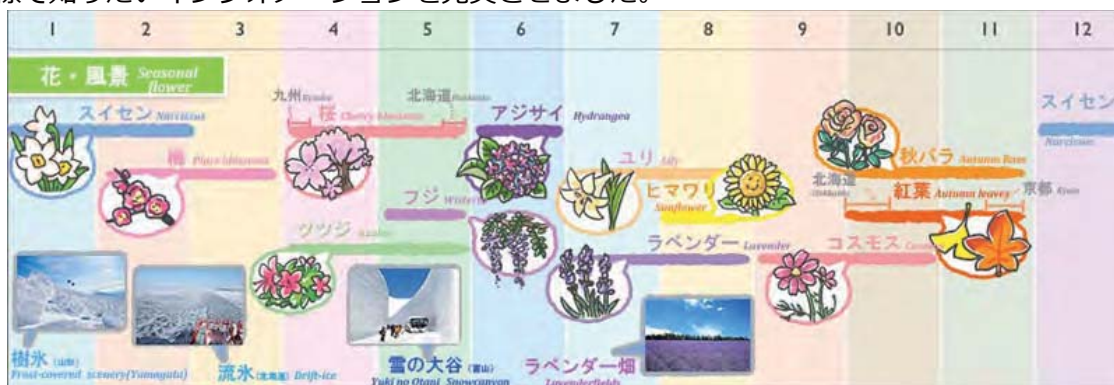 1 2 3 4 5 6 7 8 9 10 11 12
花・風景 Seasonal flower
スイセン Narcissus
梅 Plum blossoms
九州 Kyushu
桜 Cherry blossoms
北海道 Hokkaido
アジサイ Hydrangea
フジ Wisteria
ツツジ Azalea
ユリ Lily
ヒマワリ
Sunflower
ラベンダー Lavender
秋バラ Autumn Rose
北海道
Hokkaido
紅葉 Autumn leaves
京都 Kyoto
コスモス
スイセン
Narcissus
樹氷 (山形)
Frost-covered scenery(Yamagata)
流氷 (北海道) Drift-ice
雪の大谷 (富山)
Yuki no Otani Snowcanyon
ラベンダー畑
Lavenderfields